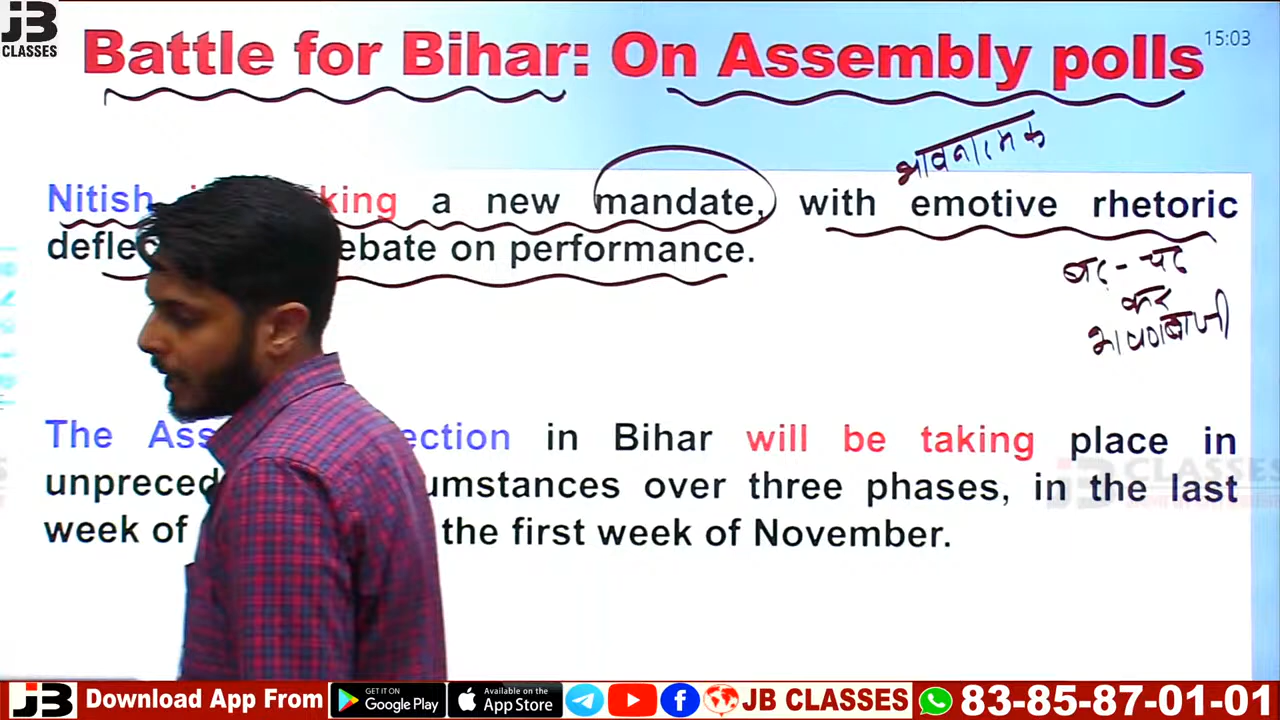 JB
CLASSES
Battle for Bihar: On Assembly polls
15:03
भावनात्मक
Nitish king a new mandate, with emotive rhetoric
defle ebate on performance.
बढ़ - चढ़
कर
The Ass ection in Bihar will be taking place in
unpreced umstances over three phases, in the last
week of the first week of November.
CLASSES
JB Download App From GET IT ON Google Play Available on the App Store JB CLASSES 83-85-87-01-01